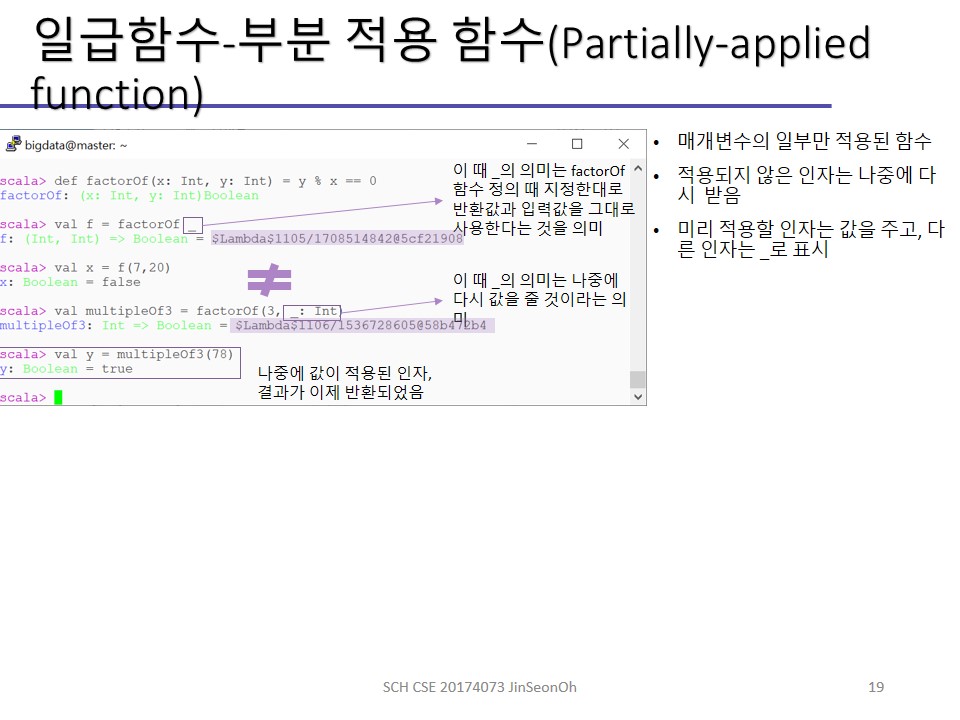 일급함수-부분 적용 함수(Partially-applied
function)
bigdata@master: ~
scala> def factorOf(x: Int, y: Int) = y % x == 0
factorOf: (x: Int, y: Int)Boolean
scala> val f = factorOf _
f: (Int, Int) => Boolean = $Lambda$1105/1708514842@5cf21908
scala> val x = f(7,20)
x: Boolean = false
≠
scala> val multipleOf3 = factorOf(3, _: Int)
multipleOf3: Int => Boolean = $Lambda$1106/1536728605@58b472b4
scala> val y = multipleOf3(78)
y: Boolean = true
scala>
이 때 _의 의미는 factorOf
함수 정의 때 지정한대로
반환값과 입력값을 그대로
사용한다는 것을 의미
이 때 _의 의미는 나중에
다시 값을 줄 것이라는 의
미
나중에 값이 적용된 인자,
결과가 이제 반환되었음
• 매개변수의 일부만 적용된 함수
• 적용되지 않은 인자는 나중에 다
시 받음
• 미리 적용할 인자는 값을 주고, 다
른 인자는 _로 표시
SCH CSE 20174073 JinSeonOh
19